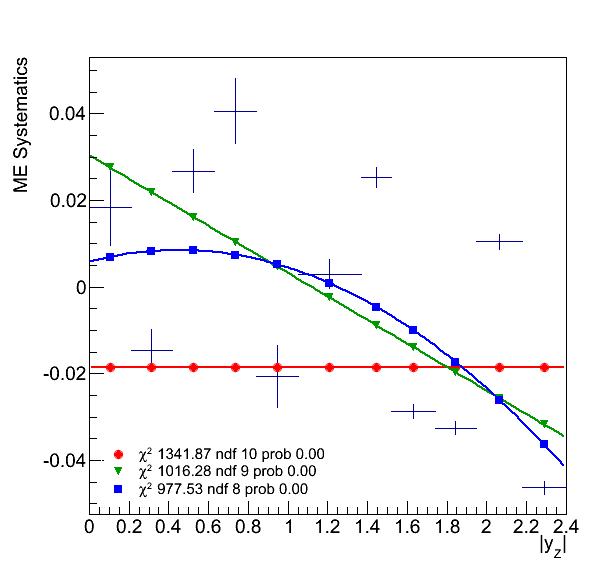 ME Systematics
0.04
0.02
0
-0.02
-0.04
χ² 1341.87 ndf 10 prob 0.00
χ² 1016.28 ndf 9 prob 0.00
χ² 977.53 ndf 8 prob 0.00
0 0.2 0.4 0.6 0.8 1 1.2 1.4 1.6 1.8 2 2.2 2.4
|y_Z|